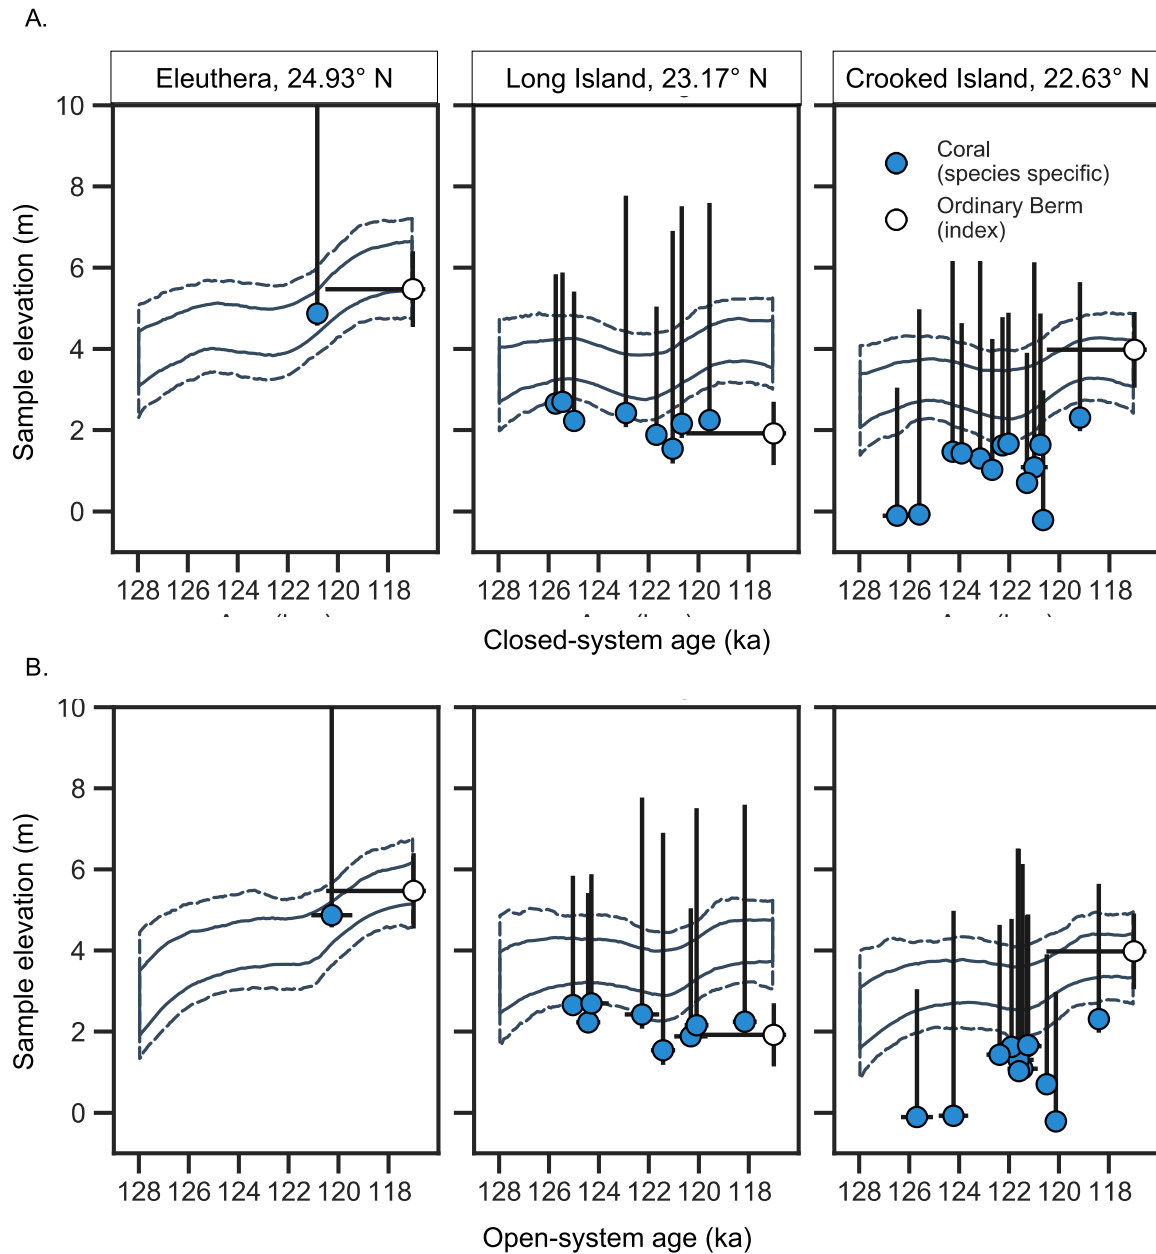 A.
Eleuthera, 24.93° N
Long Island, 23.17° N
Crooked Island, 22.63° N
Coral
(species specific)
Ordinary Berm
(index)
Sample elevation (m)
10
8
6
4
2
0
128 126 124 122 120 118
128 126 124 122 120 118
128 126 124 122 120 118
Closed-system age (ka)
B.
Sample elevation (m)
10
8
6
4
2
0
128 126 124 122 120 118
128 126 124 122 120 118
128 126 124 122 120 118
Open-system age (ka)